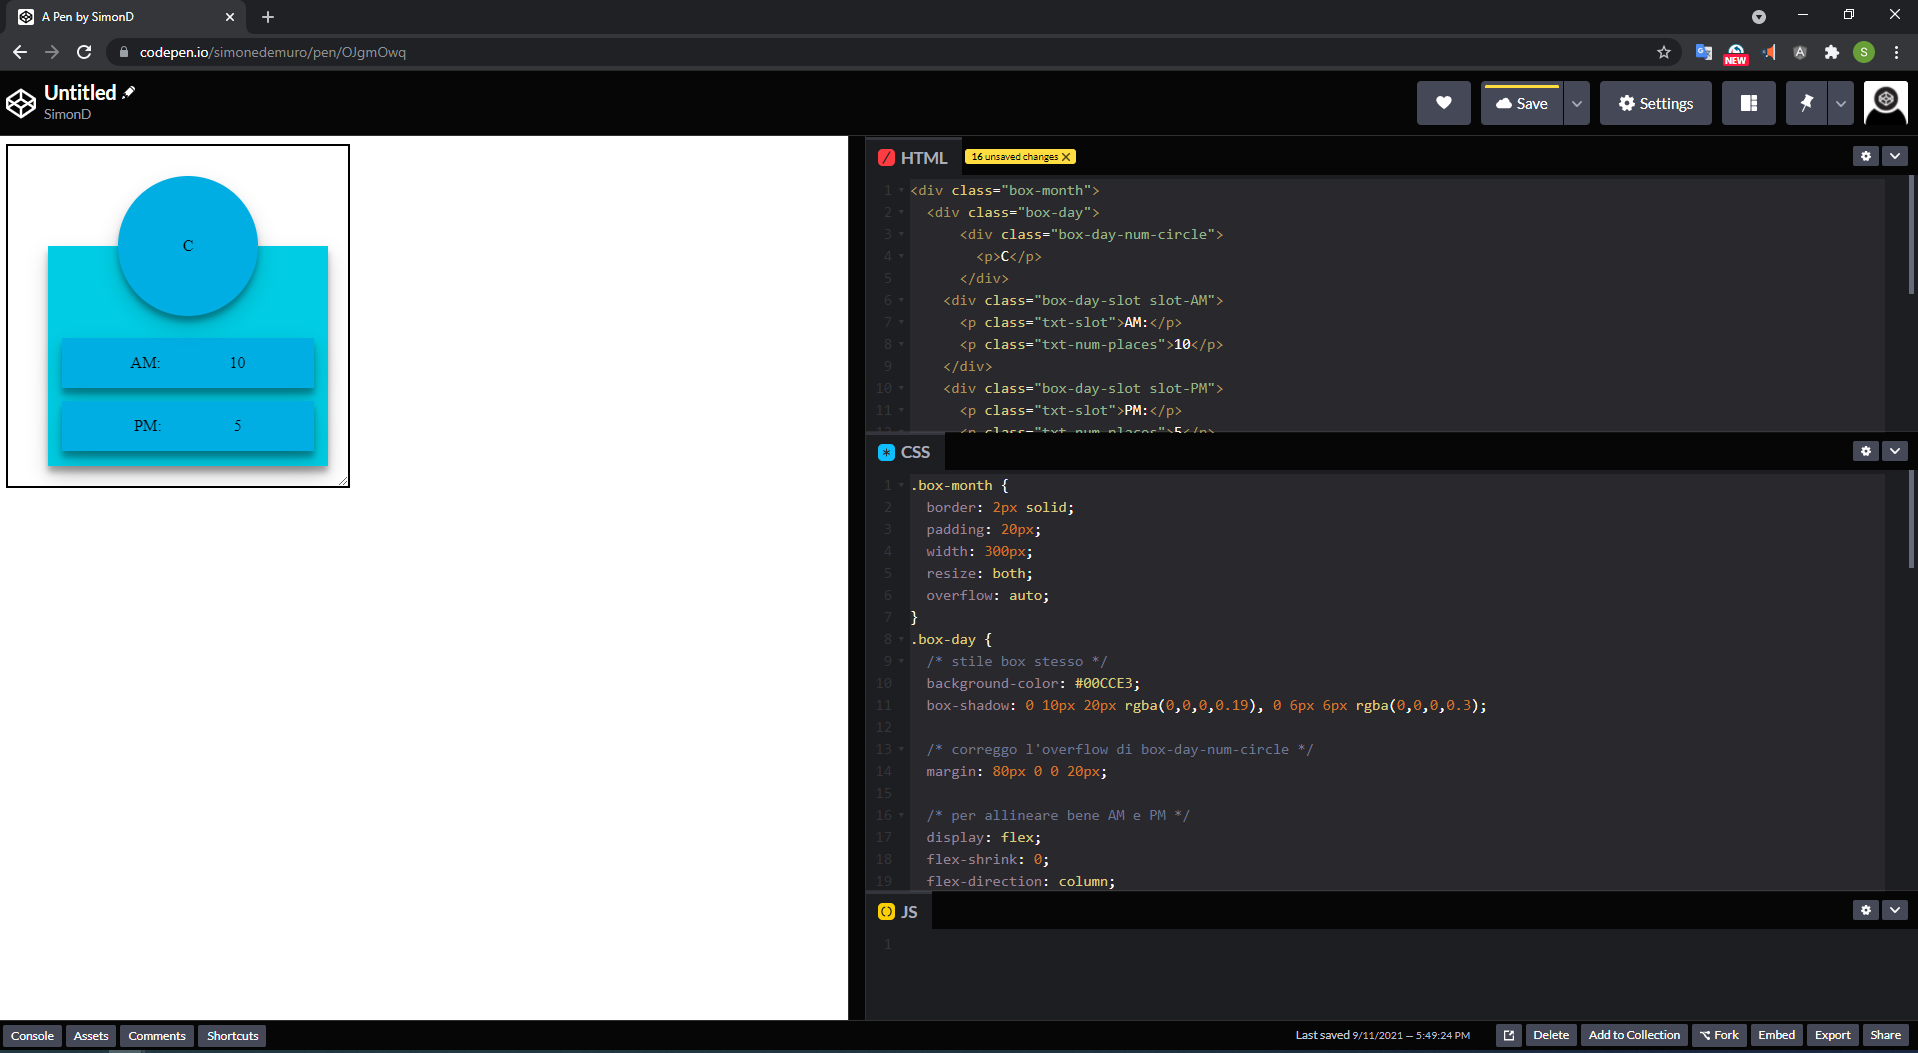 A Pen by SimonD
codepen.io/simonedemuro/pen/OJgmOwq
NEW
A
S
Untitled
SimonD
Save
Settings
C
AM: 10
PM: 5
HTML
16 unsaved changes
1 <div class="box-month">
2 <div class="box-day">
3 <div class="box-day-num-circle">
4 <p>C</p>
5 </div>
6 <div class="box-day-slot slot-AM">
7 <p class="txt-slot">AM:</p>
8 <p class="txt-num-places">10</p>
9 </div>
10 <div class="box-day-slot slot-PM">
11 <p class="txt-slot">PM:</p>
12 <p class="txt-num-places">5</p>
CSS
1 .box-month {
2 border: 2px solid;
3 padding: 20px;
4 width: 300px;
5 resize: both;
6 overflow: auto;
7 }
8 .box-day {
9 /* stile box stesso */
10 background-color: #00CCE3;
11 box-shadow: 0 10px 20px rgba(0,0,0,0.19), 0 6px 6px rgba(0,0,0,0.3);
12
13 /* correggo l'overflow di box-day-num-circle */
14 margin: 80px 0 0 20px;
15
16 /* per allineare bene AM e PM */
17 display: flex;
18 flex-shrink: 0;
19 flex-direction: column;
JS
1
Console Assets Comments Shortcuts
Last saved 9/11/2021 — 5:49:24 PM
Delete Add to Collection Fork Embed Export Share